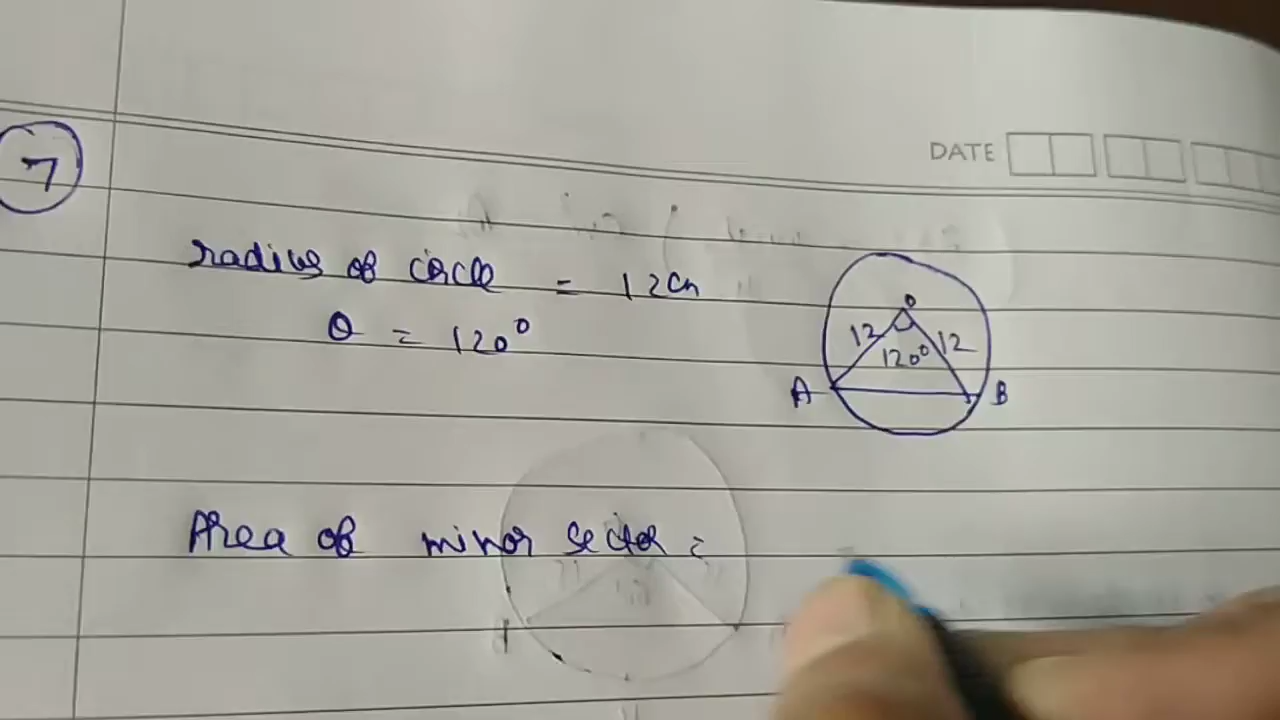 DATE
7
radius of circle = 12cm
θ = 120°
O
12 12
120°
A B
Area of minor sector =